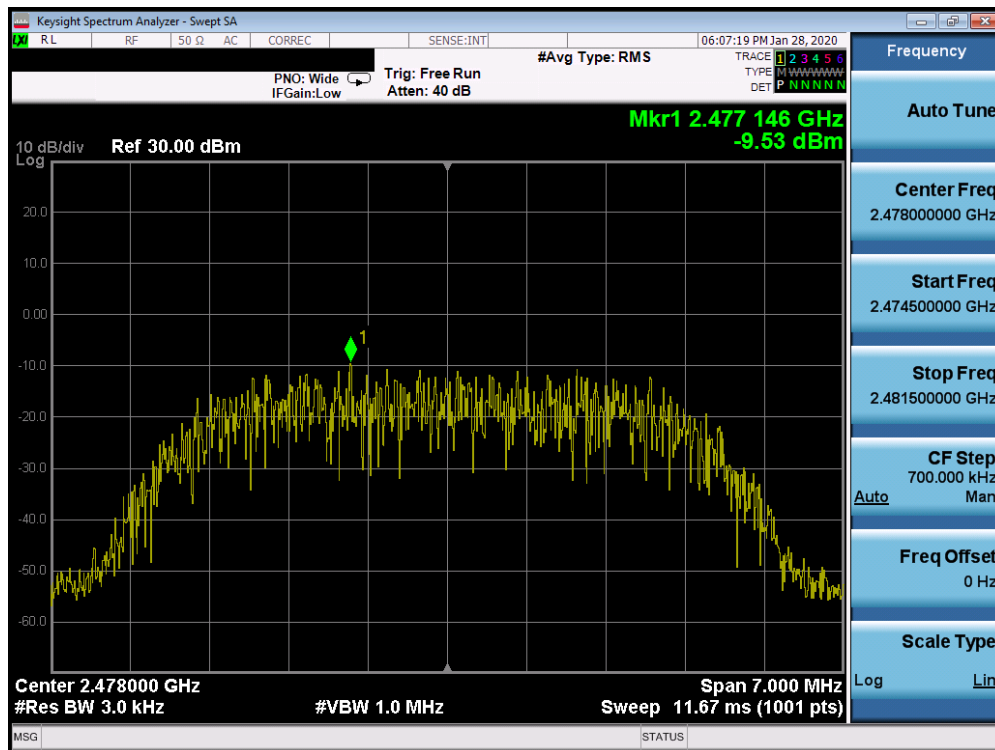 Keysight Spectrum Analyzer - Swept SA
LXI RL RF 50 Ω AC CORREC SENSE:INT 06:07:19 PM Jan 28, 2020
#Avg Type: RMS
TRACE 1 2 3 4 5 6
PNO: Wide Trig: Free Run TYPE M WWWWW
IFGain:Low Atten: 40 dB DET P N N N N N
Mkr1 2.477 146 GHz
-9.53 dBm
10 dB/div Ref 30.00 dBm
Log
20.0
10.0
0.00
1
-10.0
-20.0
-30.0
-40.0
-50.0
-60.0
Center 2.478000 GHz Span 7.000 MHz
#Res BW 3.0 kHz #VBW 1.0 MHz Sweep 11.67 ms (1001 pts)
MSG STATUS
Frequency
Auto Tune
Center Freq
2.478000000 GHz
Start Freq
2.474500000 GHz
Stop Freq
2.481500000 GHz
CF Step
700.000 kHz
Auto Man
Freq Offset
0 Hz
Scale Type
Log Lin